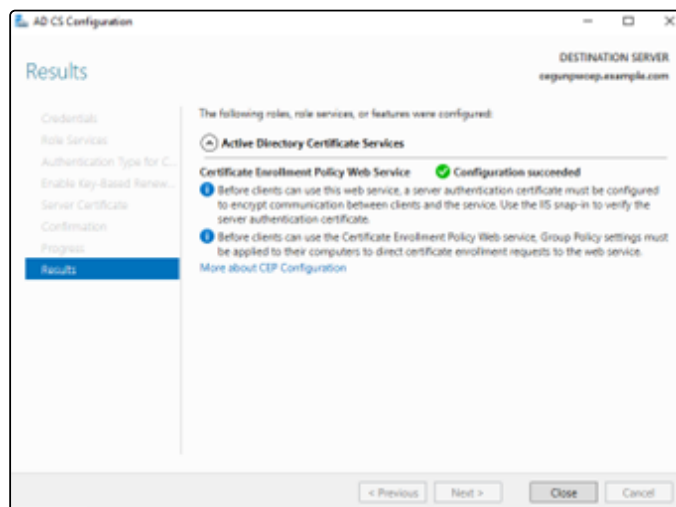 AD CS Configuration
Results
DESTINATION SERVER
cegunpwcep.example.com
Credentials
Role Services
Authentication Type for C...
Enable Key-Based Renew...
Server Certificate
Confirmation
Progress
Results
The following roles, role services, or features were configured:
Active Directory Certificate Services
Certificate Enrollment Policy Web Service Configuration succeeded
Before clients can use this web service, a server authentication certificate must be configured
to encrypt communication between clients and the service. Use the IIS snap-in to verify the
server authentication certificate.
Before clients can use the Certificate Enrollment Policy Web service, Group Policy settings must
be applied to their computers to direct certificate enrollment requests to the web service.
More about CEP Configuration
< Previous
Next >
Close
Cancel